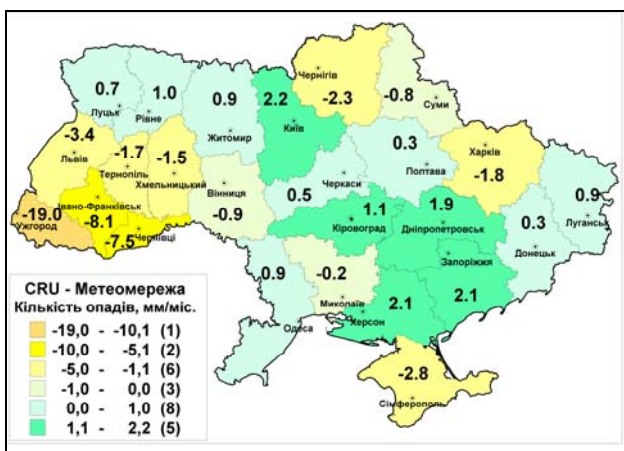 Чернігів
-2.3
-0.8
Суми
0.7
Луцьк
1.0
Рівне
0.9
Житомир
2.2
Київ
0.3
Полтава
Харків
-1.8
-3.4
Львів
-1.7
Тернопіль
-1.5
Хмельницький
Вінниця
-0.9
0.5
Черкаси
-19.0
Ужгород
Івано-Франківськ
-8.1
-7.5
Чернівці
1.1
Кіровоград
1.9
Дніпропетровськ
0.3
Донецьк
0.9
Луганськ
Запоріжжя
2.1
0.9
Одеса
-0.2
Миколаїв
2.1
Херсон
-2.8
Сімферополь
CRU - Метеомережа
Кількість опадів, мм/міс.
-19,0 - -10,1 (1)
-10,0 - -5,1 (2)
-5,0 - -1,1 (6)
-1,0 - 0,0 (3)
0,0 - 1,0 (8)
1,1 - 2,2 (5)